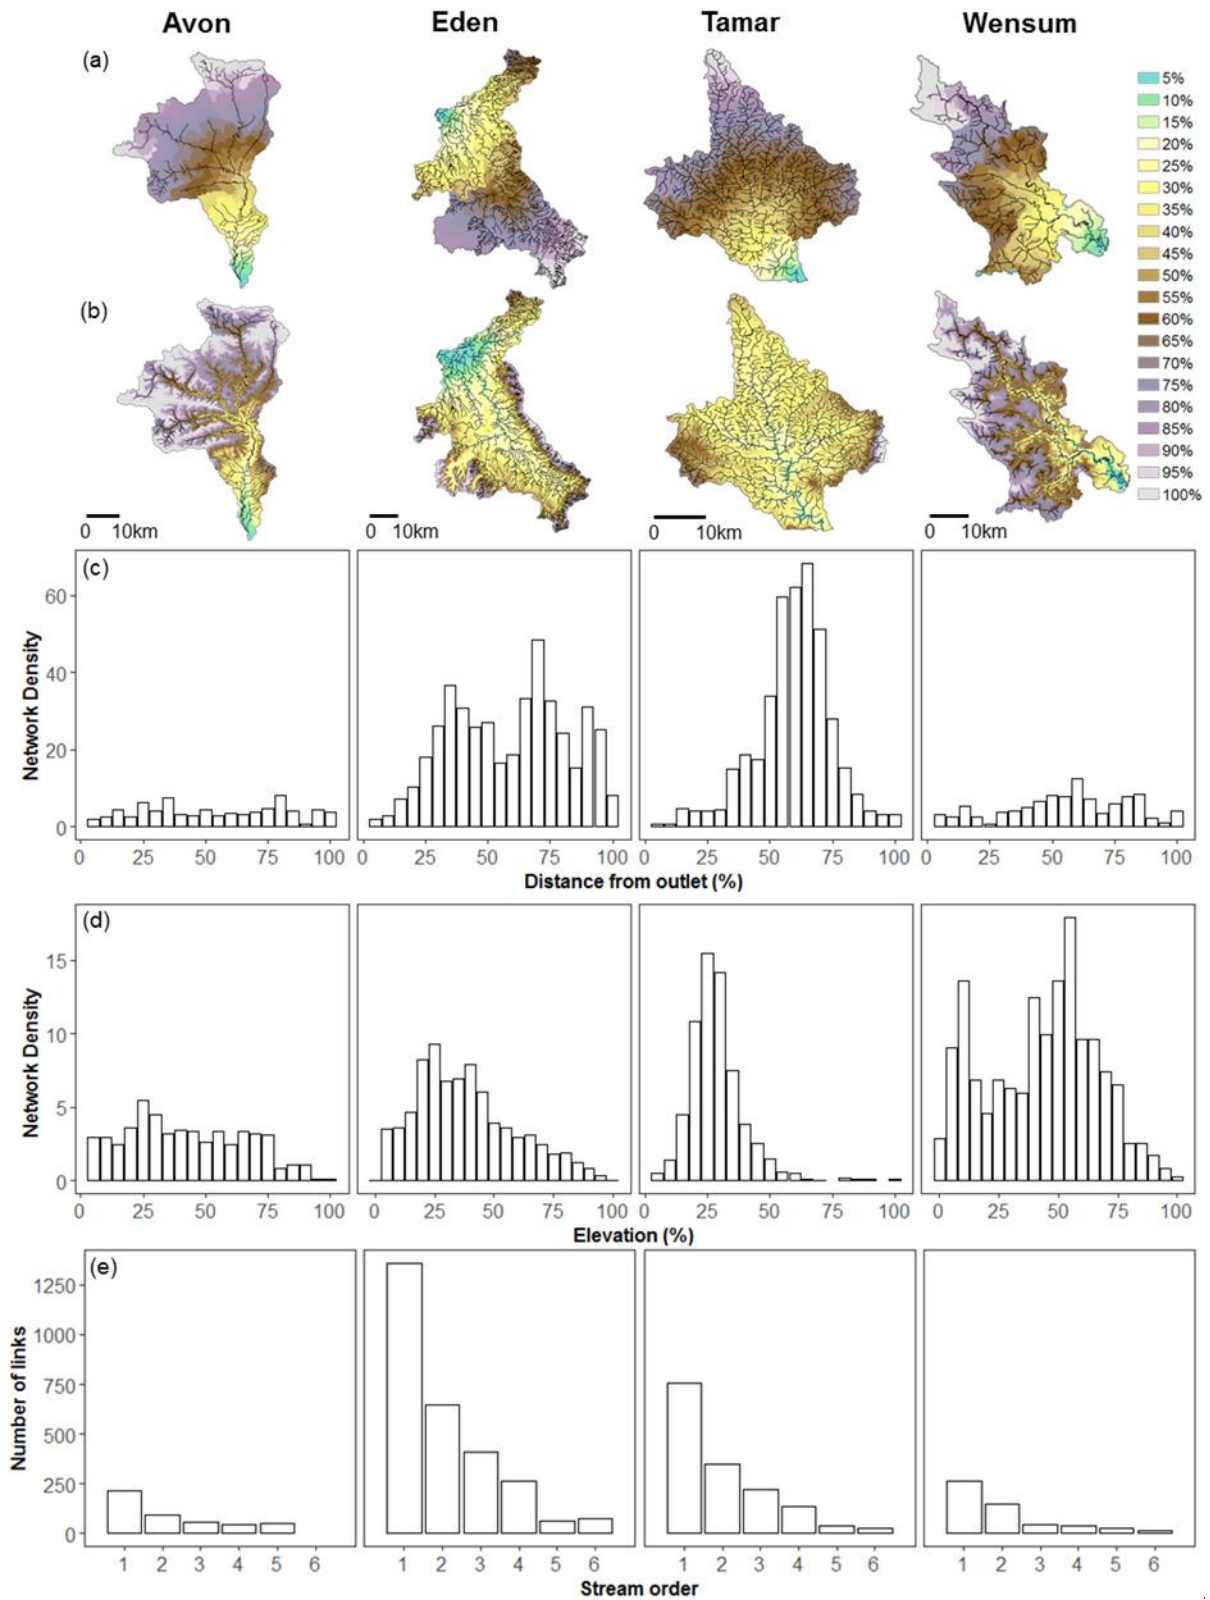 Avon Eden Tamar Wensum
(a)
5%
10%
15%
20%
25%
30%
35%
40%
45%
50%
55%
60%
65%
70%
75%
80%
85%
90%
95%
100%
(b)
0 10km 0 10km 0 10km 0 10km
(c)
Network Density
60
40
20
0
0 25 50 75 100 0 25 50 75 100 0 25 50 75 100 0 25 50 75 100
Distance from outlet (%)
(d)
Network Density
15
10
5
0
0 25 50 75 100 0 25 50 75 100 0 25 50 75 100 0 25 50 75 100
Elevation (%)
(e)
Number of links
1250
1000
750
500
250
0
1 2 3 4 5 6 1 2 3 4 5 6 1 2 3 4 5 6 1 2 3 4 5 6
Stream order